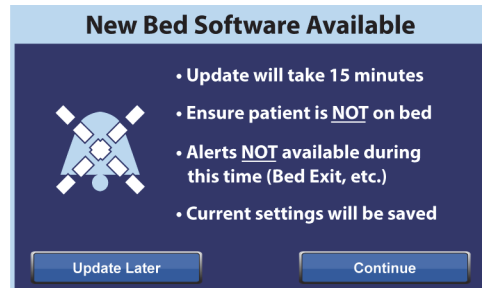 New Bed Software Available
• Update will take 15 minutes
• Ensure patient is NOT on bed
• Alerts NOT available during
this time (Bed Exit, etc.)
• Current settings will be saved
Update Later
Continue